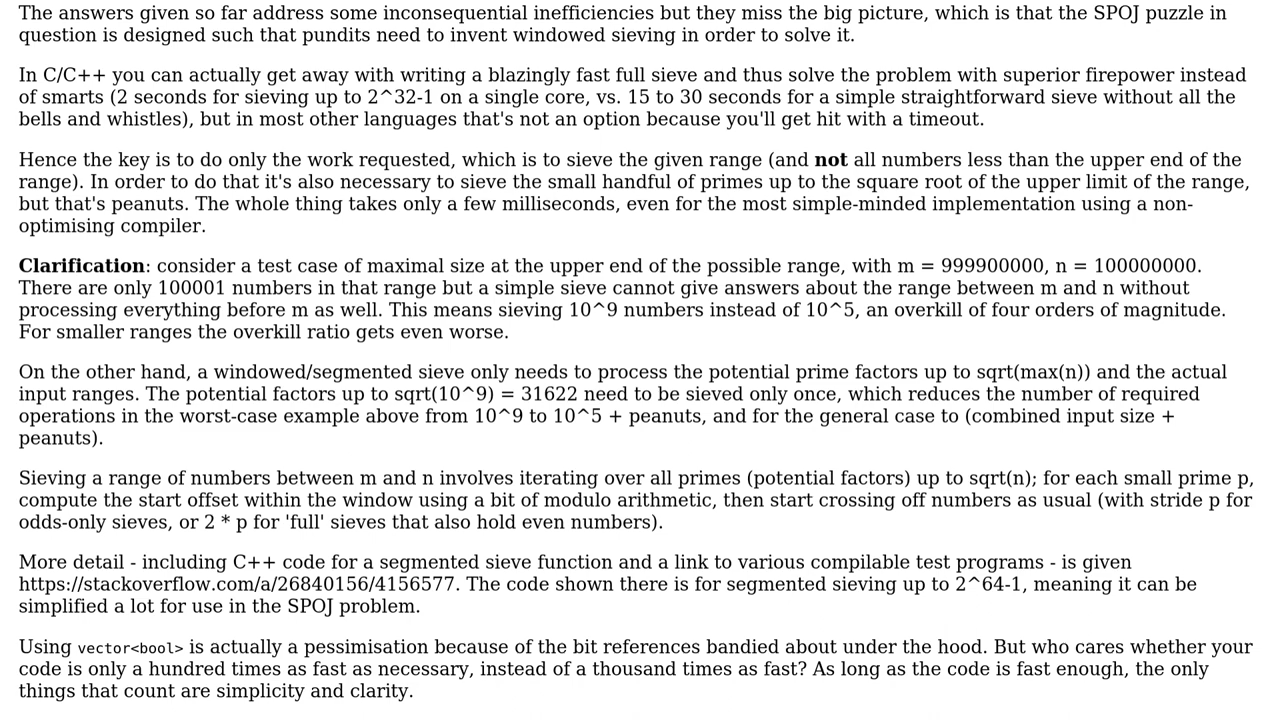 The answers given so far address some inconsequential inefficiencies but they miss the big picture, which is that the SPOJ puzzle in
question is designed such that pundits need to invent windowed sieving in order to solve it.
In C/C++ you can actually get away with writing a blazingly fast full sieve and thus solve the problem with superior firepower instead
of smarts (2 seconds for sieving up to 2^32-1 on a single core, vs. 15 to 30 seconds for a simple straightforward sieve without all the
bells and whistles), but in most other languages that's not an option because you'll get hit with a timeout.
Hence the key is to do only the work requested, which is to sieve the given range (and not all numbers less than the upper end of the
range). In order to do that it's also necessary to sieve the small handful of primes up to the square root of the upper limit of the range,
but that's peanuts. The whole thing takes only a few milliseconds, even for the most simple-minded implementation using a non-
optimising compiler.
Clarification: consider a test case of maximal size at the upper end of the possible range, with m = 999900000, n = 100000000.
There are only 100001 numbers in that range but a simple sieve cannot give answers about the range between m and n without
processing everything before m as well. This means sieving 10^9 numbers instead of 10^5, an overkill of four orders of magnitude.
For smaller ranges the overkill ratio gets even worse.
On the other hand, a windowed/segmented sieve only needs to process the potential prime factors up to sqrt(max(n)) and the actual
input ranges. The potential factors up to sqrt(10^9) = 31622 need to be sieved only once, which reduces the number of required
operations in the worst-case example above from 10^9 to 10^5 + peanuts, and for the general case to (combined input size +
peanuts).
Sieving a range of numbers between m and n involves iterating over all primes (potential factors) up to sqrt(n); for each small prime p,
compute the start offset within the window using a bit of modulo arithmetic, then start crossing off numbers as usual (with stride p for
odds-only sieves, or 2 * p for 'full' sieves that also hold even numbers).
More detail - including C++ code for a segmented sieve function and a link to various compilable test programs - is given
https://stackoverflow.com/a/26840156/4156577. The code shown there is for segmented sieving up to 2^64-1, meaning it can be
simplified a lot for use in the SPOJ problem.
Using vector<bool> is actually a pessimisation because of the bit references bandied about under the hood. But who cares whether your
code is only a hundred times as fast as necessary, instead of a thousand times as fast? As long as the code is fast enough, the only
things that count are simplicity and clarity.